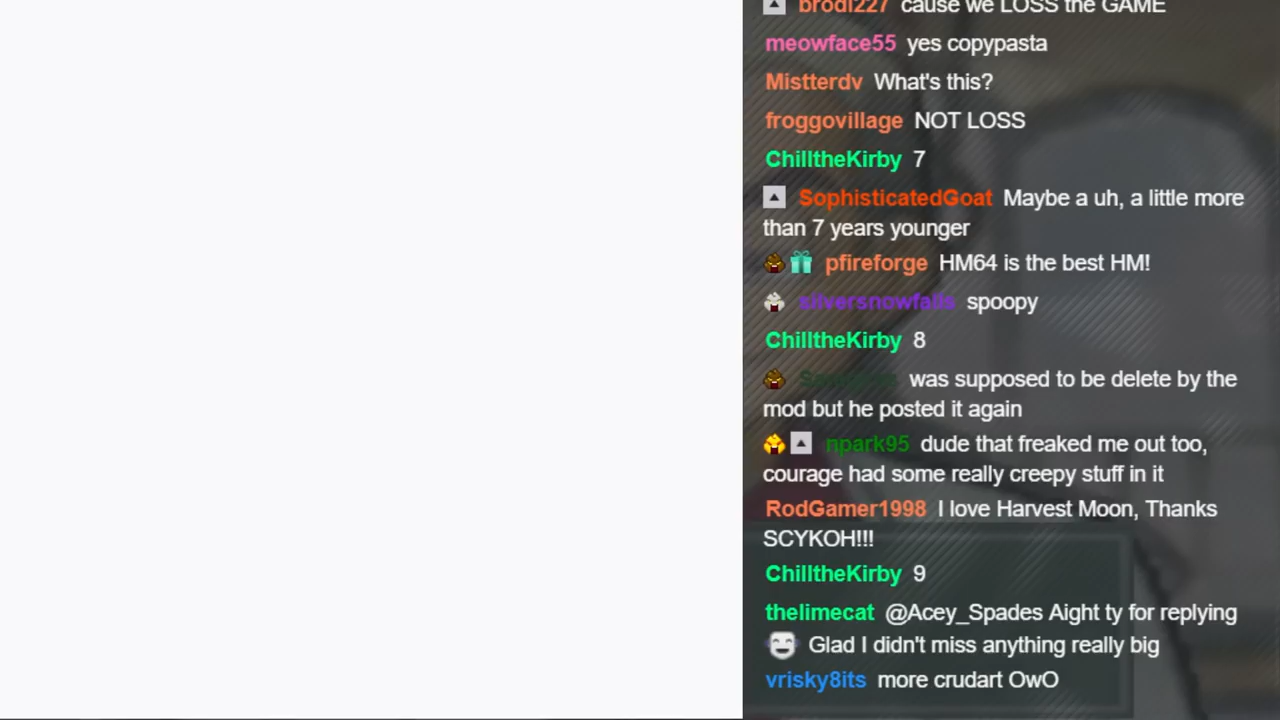 brodi227 cause we LOSS the GAME
meowface55 yes copypasta
Mistterdv What's this?
froggovillage NOT LOSS
ChilltheKirby 7
SophisticatedGoat Maybe a uh, a little more
than 7 years younger
pfireforge HM64 is the best HM!
silversnowfalls spoopy
ChilltheKirby 8
was supposed to be delete by the
mod but he posted it again
npark95 dude that freaked me out too,
courage had some really creepy stuff in it
RodGamer1998 I love Harvest Moon, Thanks
SCYKOH!!!
ChilltheKirby 9
thelimecat @Acey_Spades Aight ty for replying
Glad I didn't miss anything really big
vrisky8its more crudart OwO